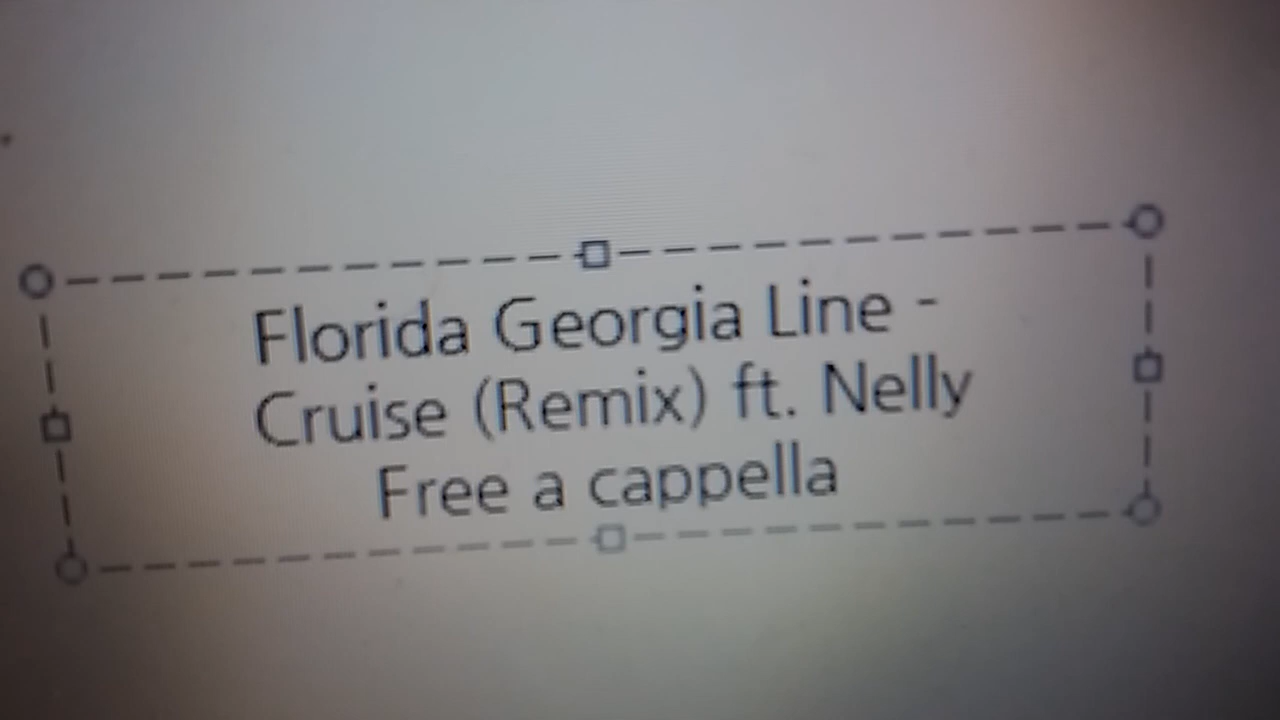 Florida Georgia Line -
Cruise (Remix) ft. Nelly
Free a cappella